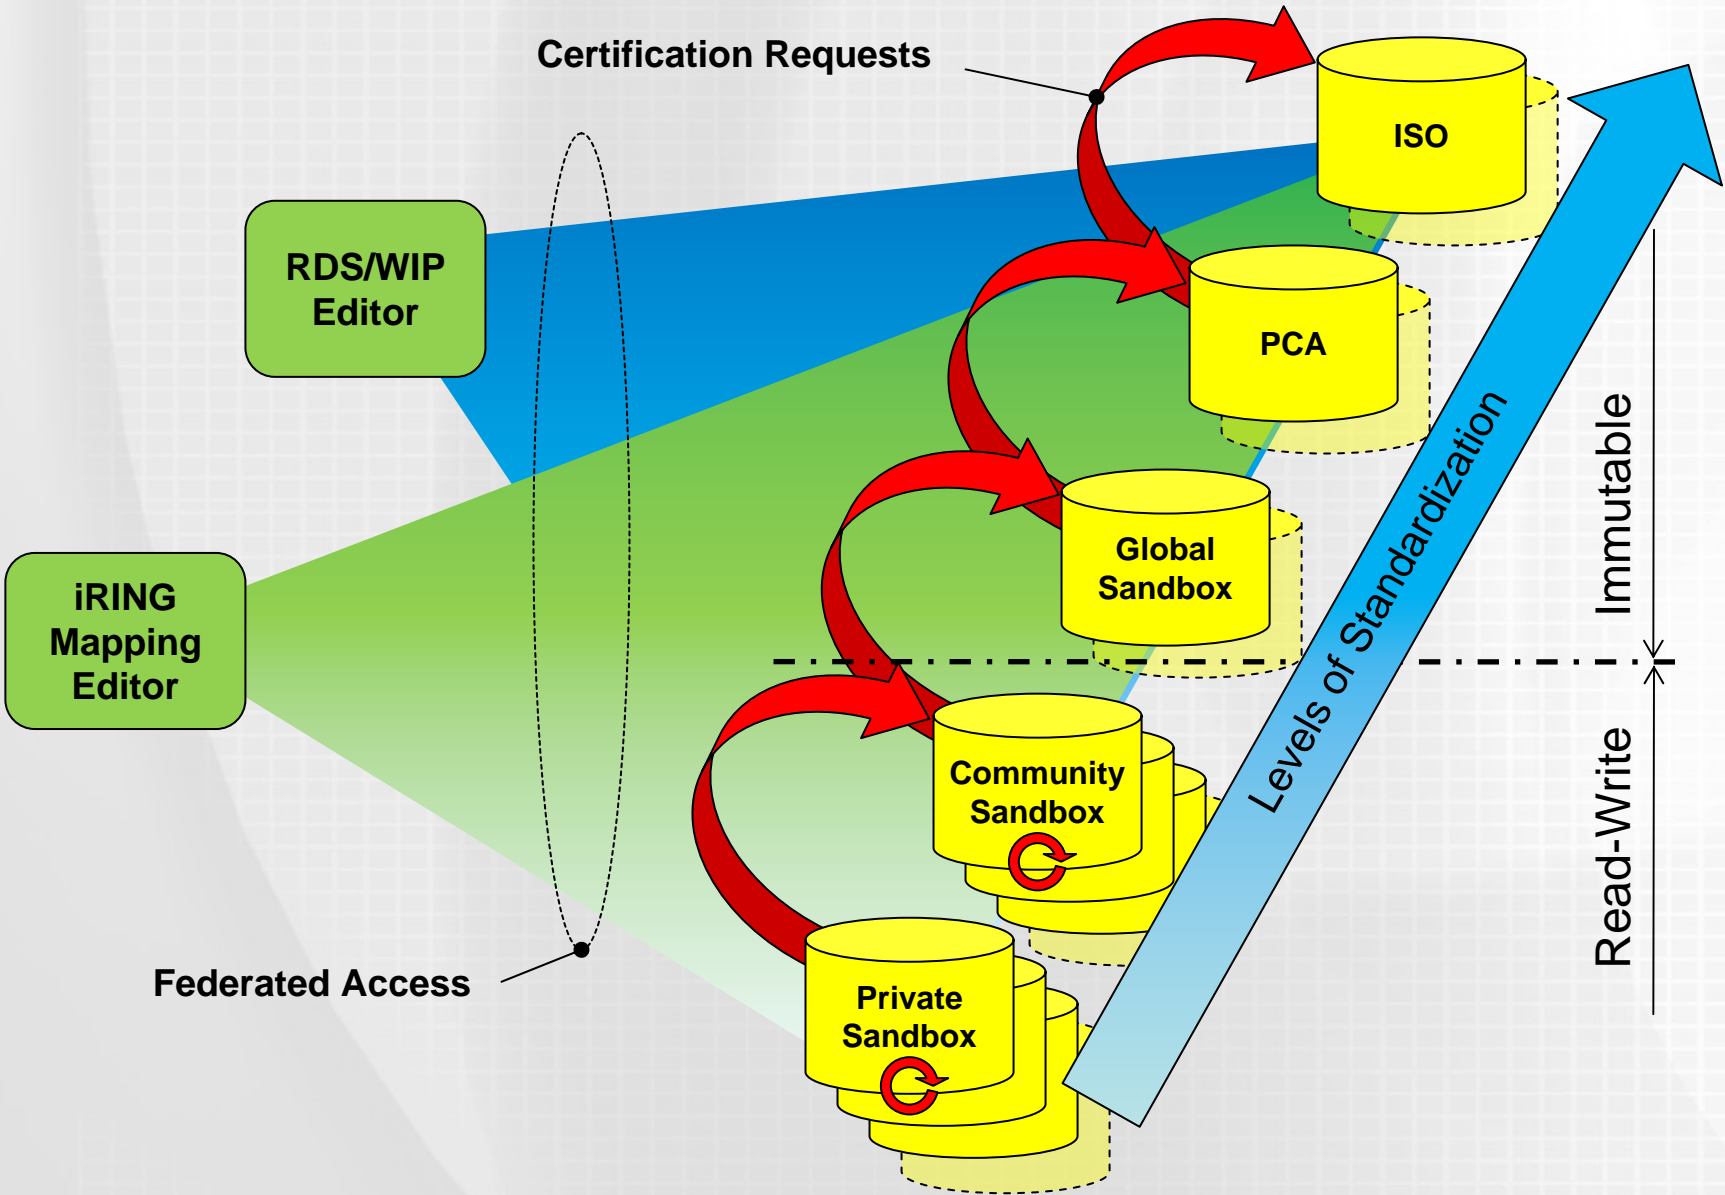 Certification Requests
ISO
RDS/WIP
Editor
PCA
Immutable
Levels of Standardization
Global
Sandbox
iRING
Mapping
Editor
Community
Sandbox
Read-Write
Federated Access
Private
Sandbox